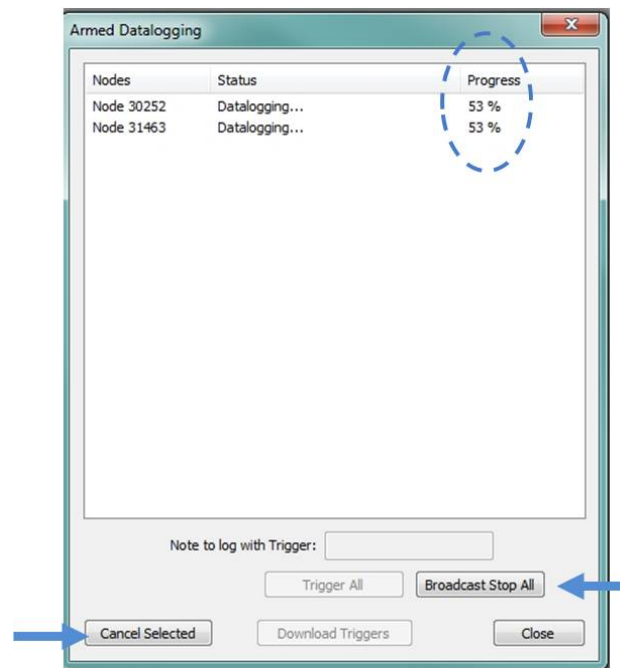 Armed Datalogging
Nodes Status Progress
Node 30252 Datalogging... 53 %
Node 31463 Datalogging... 53 %
Note to log with Trigger:
Trigger All Broadcast Stop All
Cancel Selected Download Triggers Close